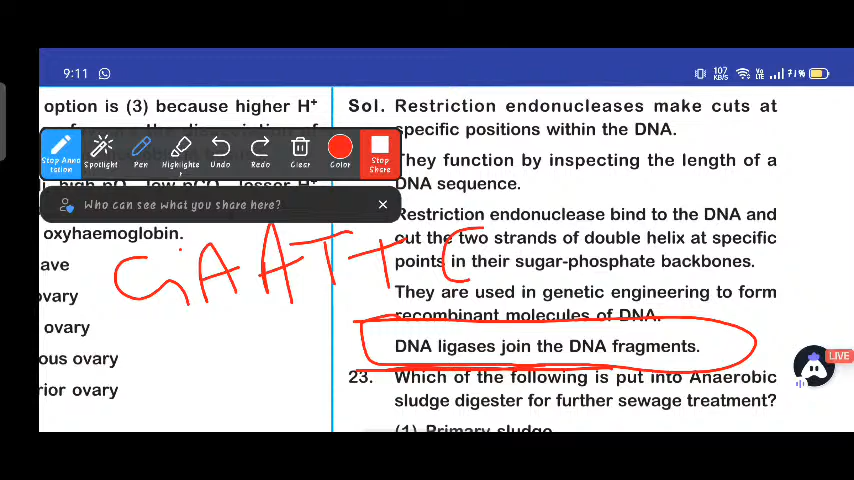 9:11
107 KB/S
Vo LTE
71%
option is (3) because higher H⁺
oxyhaemoglobin.
ave
ovary
ovary
ous ovary
rior ovary
Stop Annotation
Spotlight
Pen
Highlighter
Undo
Redo
Clear
Color
Stop Share
Who can see what you share here?
GAATTC
Sol. Restriction endonucleases make cuts at
specific positions within the DNA.
They function by inspecting the length of a
DNA sequence.
Restriction endonuclease bind to the DNA and
cut the two strands of double helix at specific
points in their sugar-phosphate backbones.
They are used in genetic engineering to form
recombinant molecules of DNA.
DNA ligases join the DNA fragments.
23. Which of the following is put into Anaerobic
sludge digester for further sewage treatment?
(1) Primary sludge
LIVE